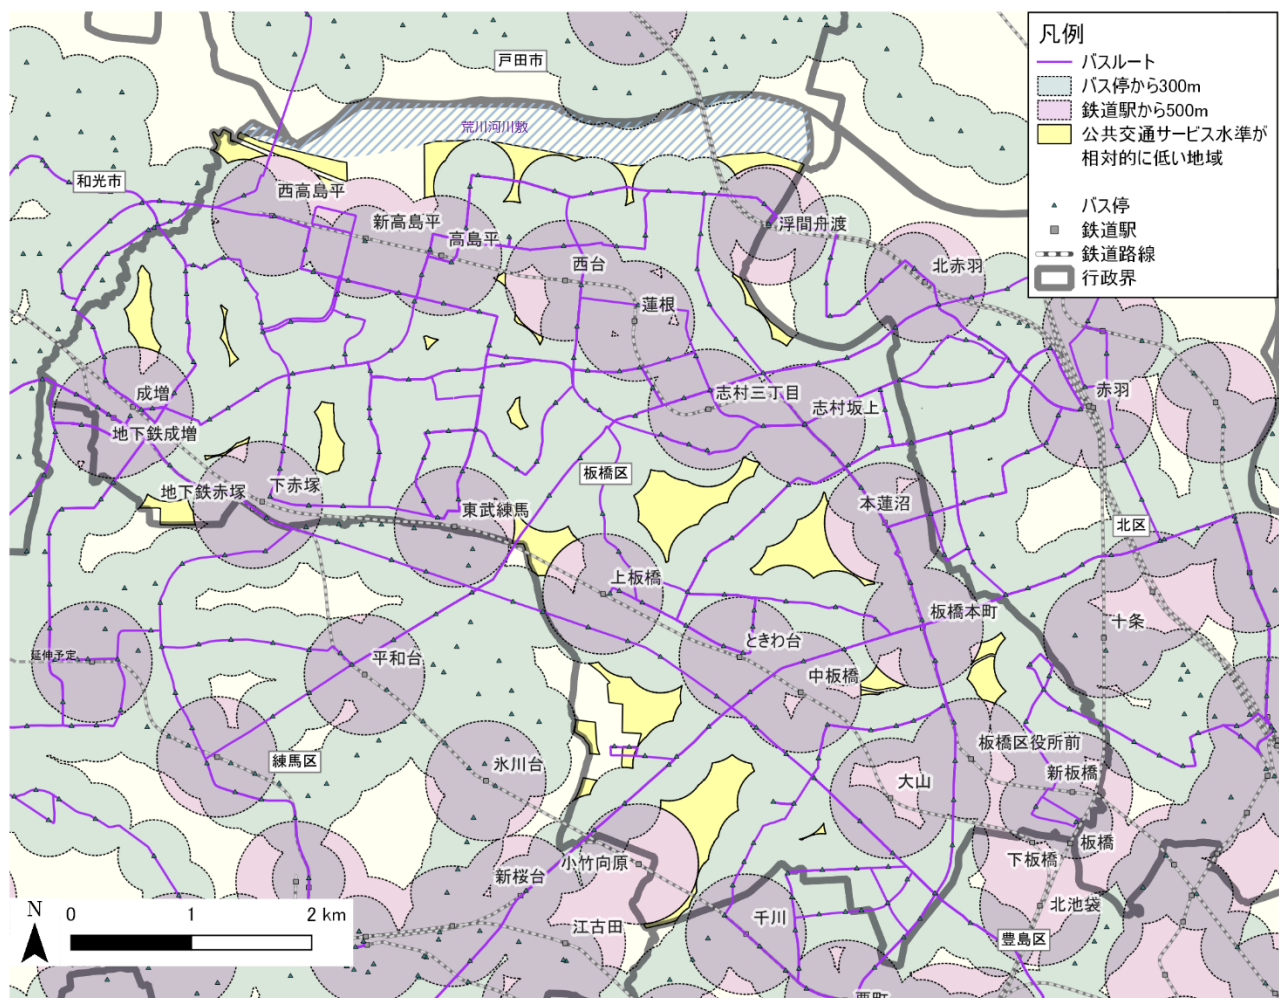 凡例
バスルート
バス停から300m
鉄道駅から500m
公共交通サービス水準が
相対的に低い地域
バス停
鉄道駅
鉄道路線
行政界
戸田市
荒川河川敷
和光市
西高島平
新高島平
浮間舟渡
高島平
西台
北赤羽
蓮根
成増
志村三丁目
赤羽
志村坂上
地下鉄成増
板橋区
下赤塚
地下鉄赤塚
本蓮沼
東武練馬
北区
上板橋
板橋本町
十条
ときわ台
延伸予定
平和台
中板橋
板橋区役所前
練馬区
氷川台
新板橋
大山
板橋
下板橋
小竹向原
新桜台
北池袋
千川
江古田
豊島区
要町
N
0 1 2 km